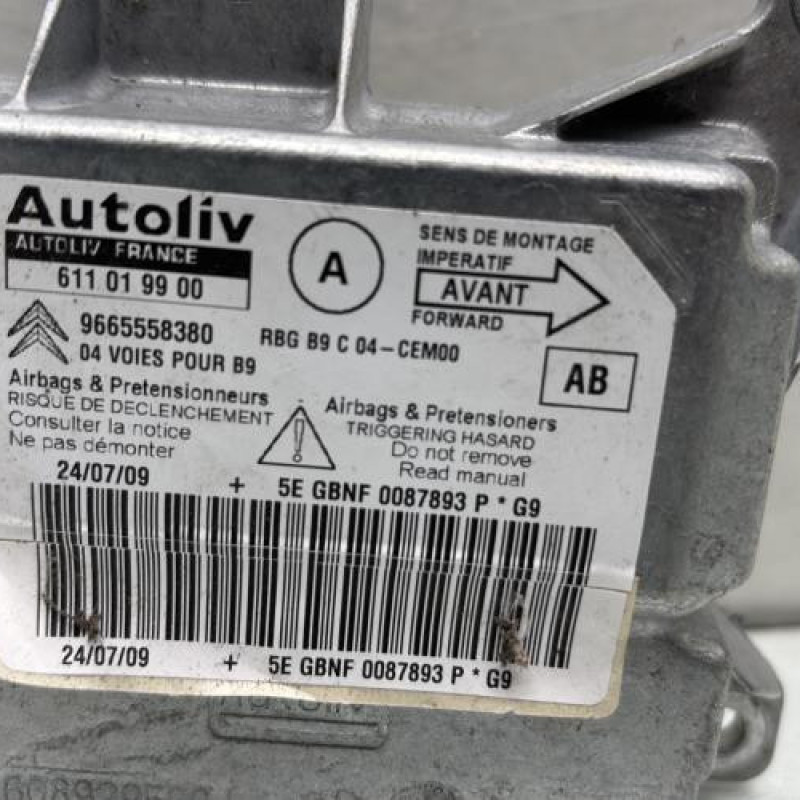 Autoliv
AUTOLIV FRANCE
611 01 99 00
A
SENS DE MONTAGE
IMPERATIF
AVANT
FORWARD
9665558380
04 VOIES POUR B9
RBG B9 C 04-CEM00
AB
Airbags & Pretensionneurs
RISQUE DE DECLENCHEMENT
Consulter la notice
Ne pas démonter
!
Airbags & Pretensioners
TRIGGERING HASARD
Do not remove
Read manual
24/07/09 + 5E GBNF 0087893 P * G9
24/07/09 + 5E GBNF 0087893 P * G9